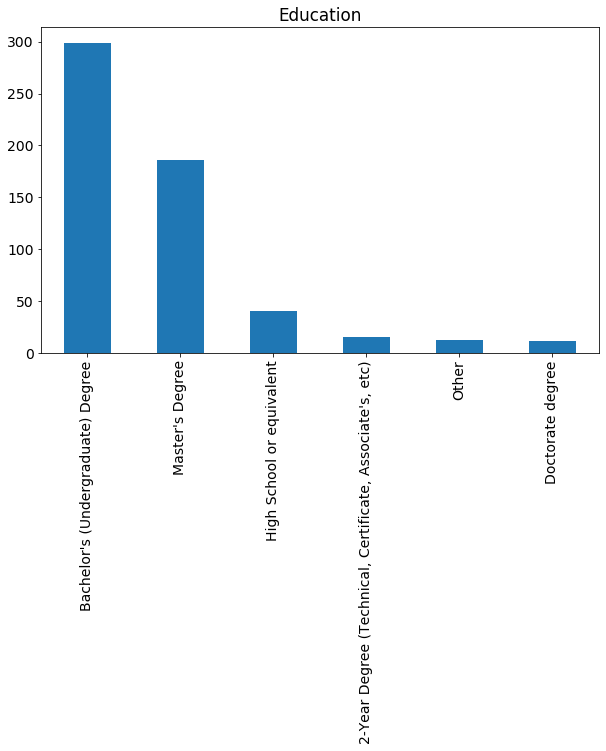 Education
300
250
200
150
100
50
0
Bachelor's (Undergraduate) Degree
Master's Degree
High School or equivalent
2-Year Degree (Technical, Certificate, Associate's, etc)
Other
Doctorate degree